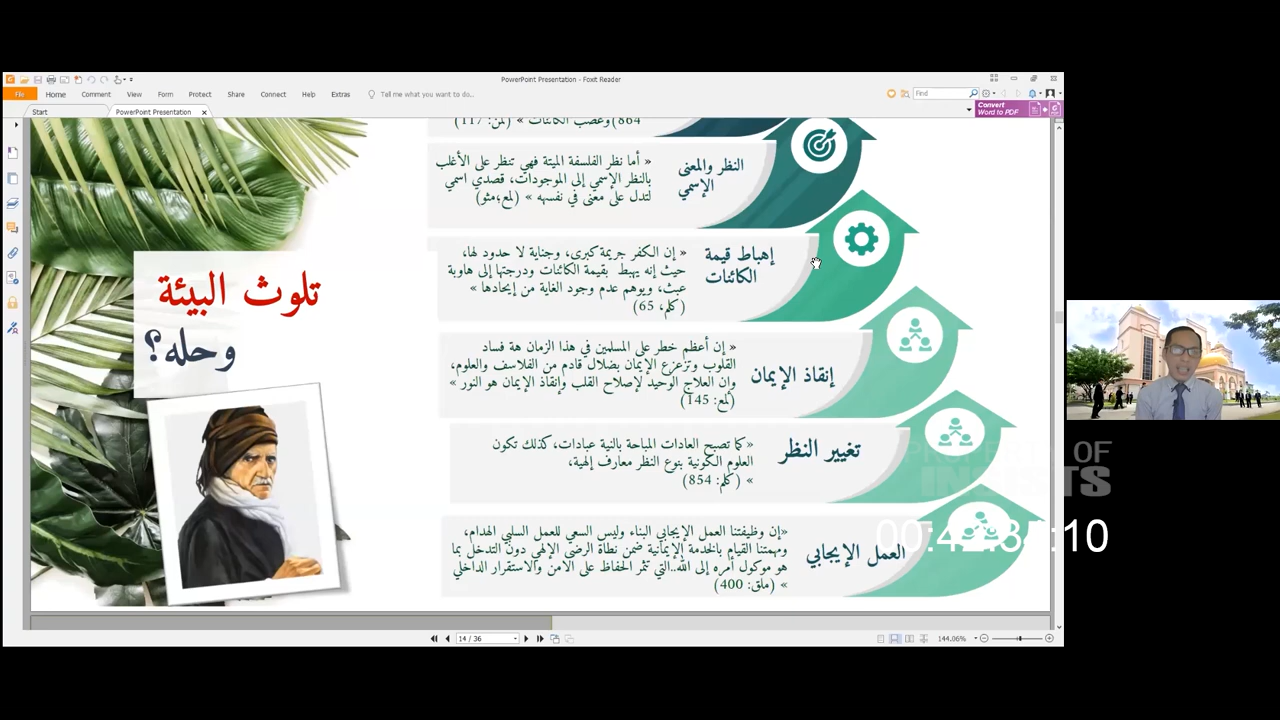 PowerPoint Presentation - Foxit Reader
File Home Comment View Form Protect Share Connect Help Extras Tell me what you want to do... Find
Start PowerPoint Presentation
Convert
Word to PDF
864)وغصب الكائنات » (لمن: 117)
النظر والمعنى
الإسمي
« أما نظر الفلسفة الميتة فهي تنظر على الأغلب
بالنظر الإسمي إلى الموجودات، قصدي اسمي
لتدل على معنى في نفسه » (لمع؛مثو)
إهباط قيمة
الكائنات
« إن الكفر جريمة كبرى، وجناية لا حدود لها،
حيث إنه يهبط بقيمة الكائنات ودرجتها إلى هاوية
عبث، ويوهم عدم وجود الغاية من إيجادها »
(كلم، 65)
تلوث البيئة
وحله؟
إنقاذ الإيمان
« إن أعظم خطر على المسلمين في هذا الزمان هة فساد
القلوب وتزعزع الإيمان بضلال قادم من الفلاسف والعلوم،
وإن العلاج الوحيد لإصلاح القلب وإنقاذ الإيمان هو النور »
(لمع: 145)
تغيير النظر
«كما تصبح العادات المباحة بالنية عبادات، كذلك تكون
العلوم الكونية بنوع النظر معارف إلهية،
» (كلم: 854)
العمل الإيجابي
«إن وظيفتنا العمل الإيجابي البناء وليس السعي للعمل السلبي الهدام،
ومهمتنا القيام بالخدمة الإيمانية ضمن نطاة الرضى الإلهي دون التدخل بما
هو موكول أمره إلى الله..التي تثمر الحفاظ على الأمن والاستقرار الداخلي
» (ملق: 400)
PROPERTY OF
14 / 36
144.06%